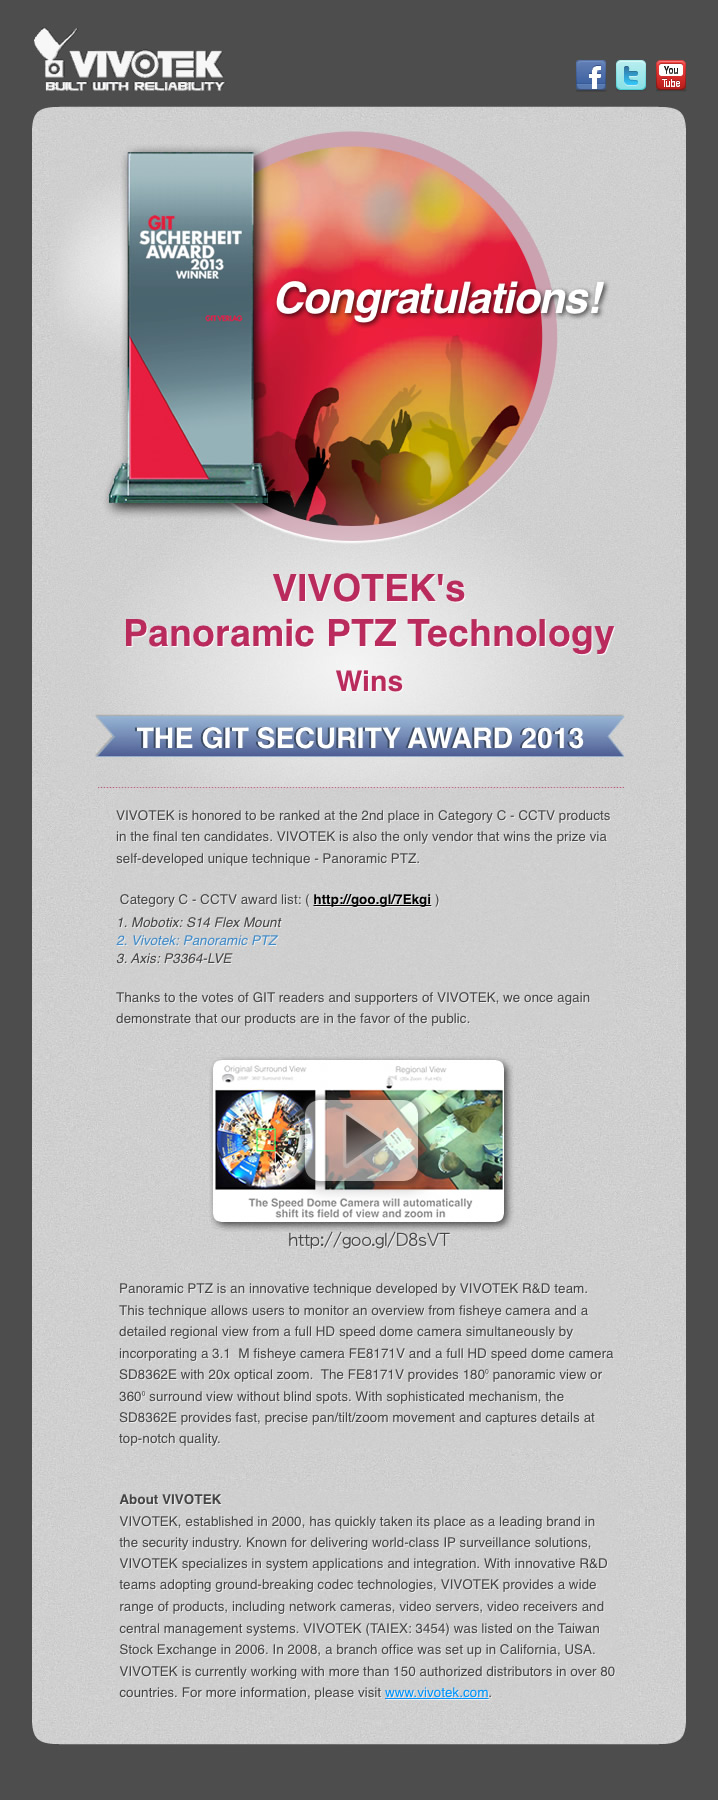 VIVOTEK
BUILT WITH RELIABILITY
f
t
You
Tube
GIT
SICHERHEIT
AWARD
2013
WINNER
Congratulations!
VIVOTEK's
Panoramic PTZ Technology
Wins
THE GIT SECURITY AWARD 2013
VIVOTEK is honored to be ranked at the 2nd place in Category C - CCTV products
in the final ten candidates. VIVOTEK is also the only vendor that wins the prize via
self-developed unique technique - Panoramic PTZ.
Category C - CCTV award list: ( http://goo.gl/7Ekgi )
1. Mobotix: S14 Flex Mount
2. Vivotek: Panoramic PTZ
3. Axis: P3364-LVE
Thanks to the votes of GIT readers and supporters of VIVOTEK, we once again
demonstrate that our products are in the favor of the public.
Original Surround View
Regional View
The Speed Dome Camera will automatically
shift its field of view and zoom in
http://goo.gl/D8sVT
Panoramic PTZ is an innovative technique developed by VIVOTEK R&D team.
This technique allows users to monitor an overview from fisheye camera and a
detailed regional view from a full HD speed dome camera simultaneously by
incorporating a 3.1  M fisheye camera FE8171V and a full HD speed dome camera
SD8362E with 20x optical zoom.  The FE8171V provides 180º panoramic view or
360º surround view without blind spots. With sophisticated mechanism, the
SD8362E provides fast, precise pan/tilt/zoom movement and captures details at
top-notch quality.
About VIVOTEK
VIVOTEK, established in 2000, has quickly taken its place as a leading brand in
the security industry. Known for delivering world-class IP surveillance solutions,
VIVOTEK specializes in system applications and integration. With innovative R&D
teams adopting ground-breaking codec technologies, VIVOTEK provides a wide
range of products, including network cameras, video servers, video receivers and
central management systems. VIVOTEK (TAIEX: 3454) was listed on the Taiwan
Stock Exchange in 2006. In 2008, a branch office was set up in California, USA.
VIVOTEK is currently working with more than 150 authorized distributors in over 80
countries. For more information, please visit www.vivotek.com.